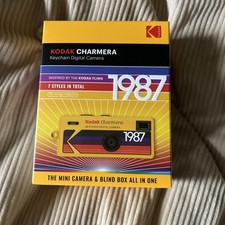 Kodak
KODAK CHARMERA
Keychain Digital Camera
INSPIRED BY THE KODAK FLING
7 STYLES IN TOTAL
1987
Kodak Charmera
1987
THE MINI CAMERA & BLIND BOX ALL IN ONE